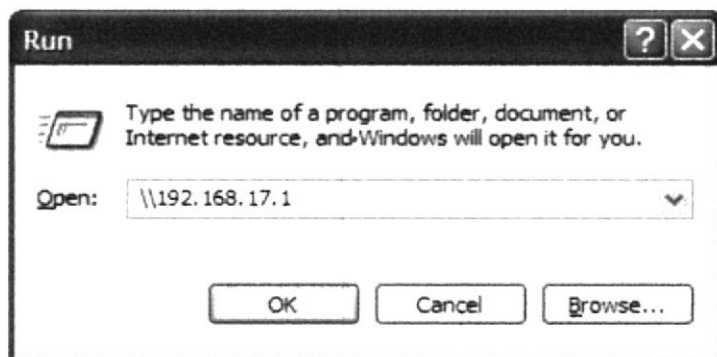 Run
Type the name of a program, folder, document, or
Internet resource, and Windows will open it for you.
Open: \\192.168.17.1
OK Cancel Browse...